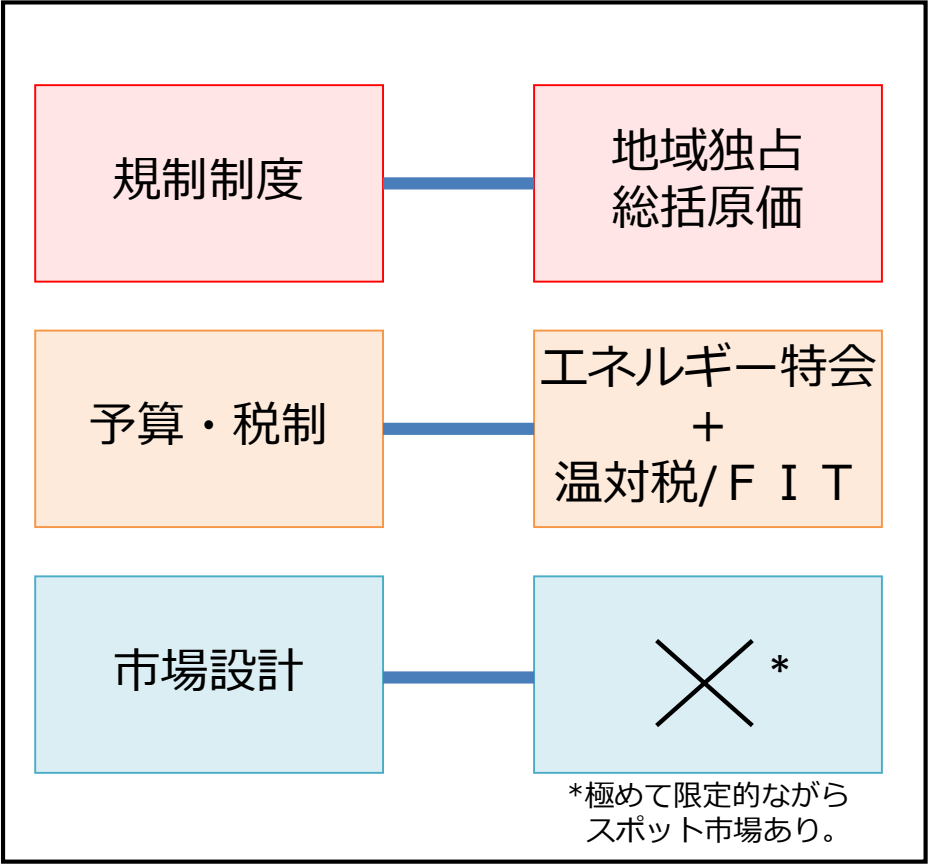 規制制度
地域独占
総括原価
予算・税制
エネルギー特会
＋
温対税/ＦＩＴ
市場設計
*
*極めて限定的ながら
スポット市場あり。